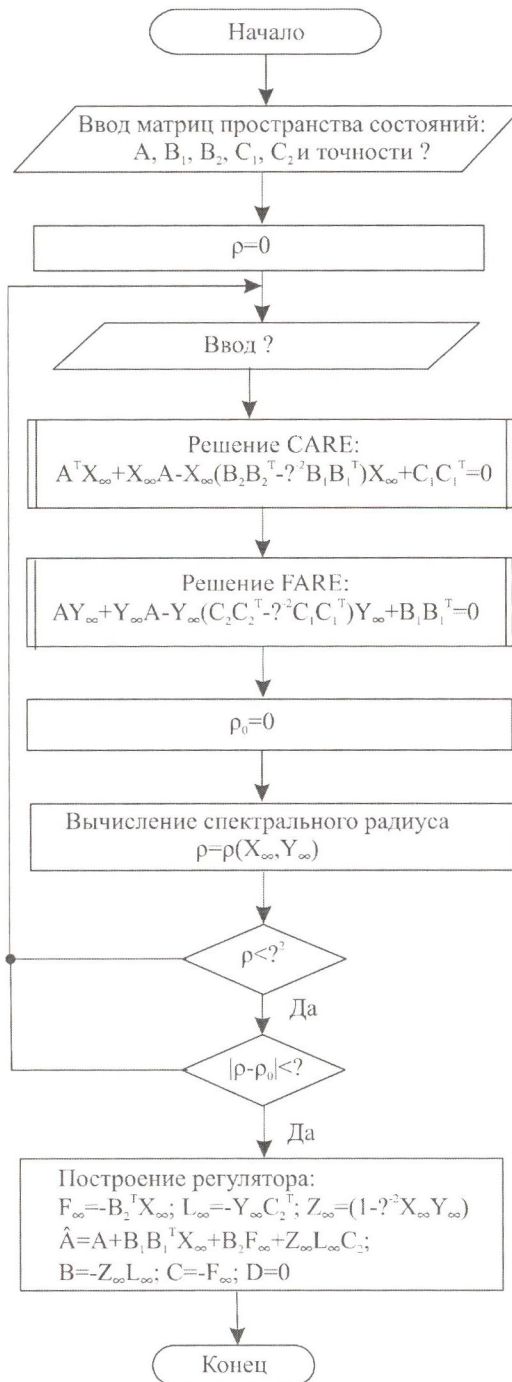 Начало
Ввод матриц пространства состояний:
A, B₁, B₂, C₁, C₂ и точности ?
ρ=0
Ввод ?
Решение CARE:
AᵀX∞+X∞A-X∞(B₂B₂ᵀ-?⁻²B₁B₁ᵀ)X∞+C₁C₁ᵀ=0
Решение FARE:
AY∞+Y∞A-Y∞(C₂C₂ᵀ-?⁻²C₁C₁ᵀ)Y∞+B₁B₁ᵀ=0
ρ₀=0
Вычисление спектрального радиуса
ρ=ρ(X∞,Y∞)
ρ<?²
Да
|ρ-ρ₀|<?
Да
Построение регулятора:
F∞=-B₂ᵀX∞; L∞=-Y∞C₂ᵀ; Z∞=(1-?⁻²X∞Y∞)
Â=A+B₁B₁ᵀX∞+B₂F∞+Z∞L∞C₂;
B=-Z∞L∞; C=-F∞; D=0
Конец